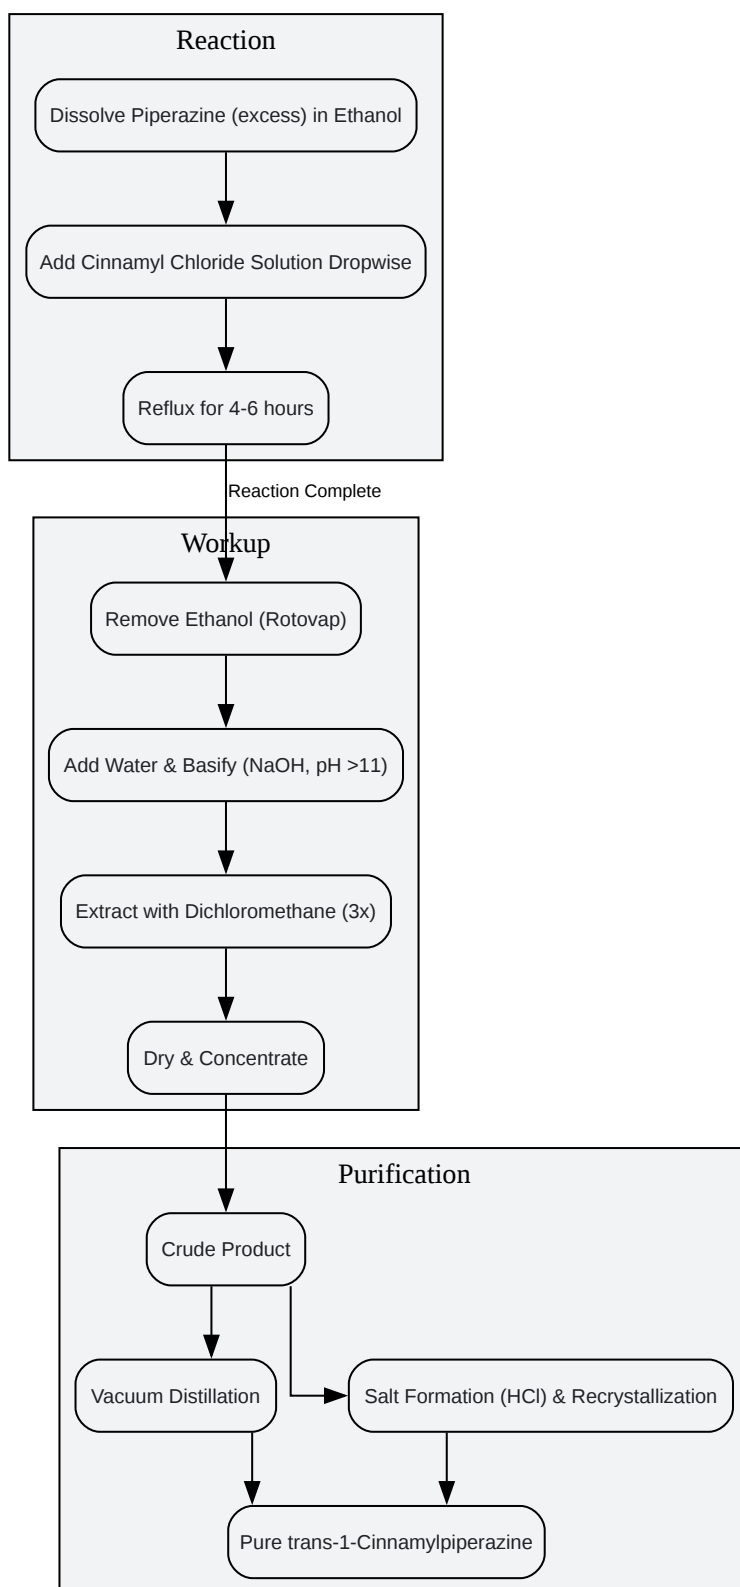 Reaction
Dissolve Piperazine (excess) in Ethanol
Add Cinnamyl Chloride Solution Dropwise
Reflux for 4-6 hours
Reaction Complete
Workup
Remove Ethanol (Rotovap)
Add Water & Basify (NaOH, pH >11)
Extract with Dichloromethane (3x)
Dry & Concentrate
Purification
Crude Product
Vacuum Distillation
Salt Formation (HCl) & Recrystallization
Pure trans-1-Cinnamylpiperazine